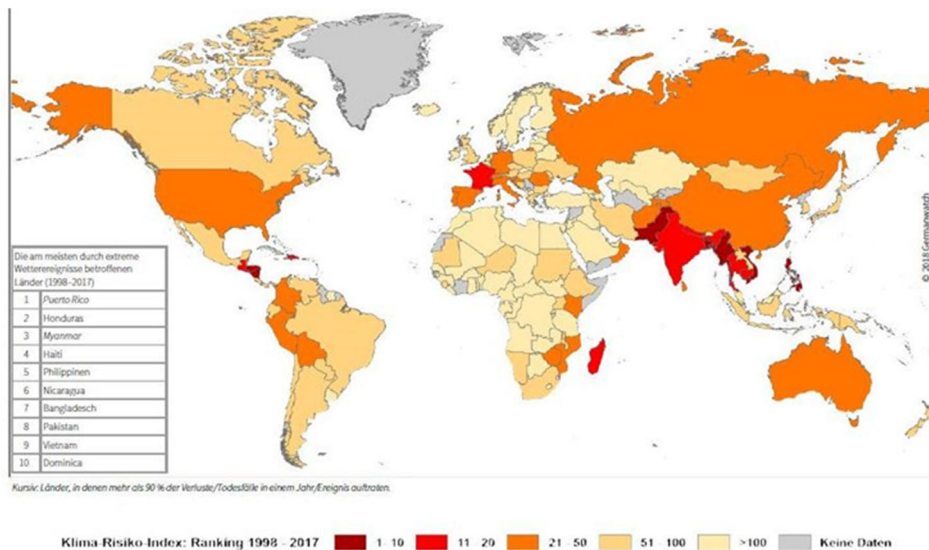 Die am meisten durch extreme
Wetterereignisse betroffenen
Länder (1998–2017)
1 Puerto Rico
2 Honduras
3 Myanmar
4 Haiti
5 Philippinen
6 Nicaragua
7 Bangladesch
8 Pakistan
9 Vietnam
10 Dominica
© 2018 Germanwatch
Kursiv: Länder, in denen mehr als 90 % der Verluste/Todesfälle in einem Jahr/Ereignis auftraten.
Klima-Risiko-Index: Ranking 1998 - 2017 1 - 10 11 - 20 21 - 50 51 - 100 >100 Keine Daten